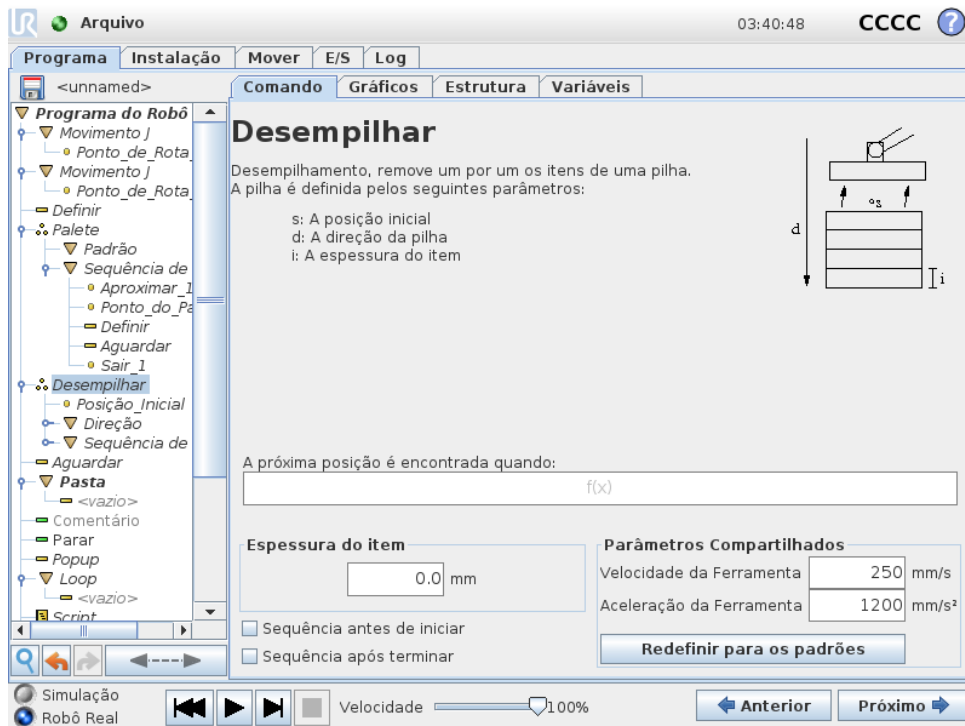 UR Arquivo 03:40:48 CCCC ?
Programa Instalação Mover E/S Log
<unnamed>
Comando Gráficos Estrutura Variáveis
Programa do Robô
Movimento J
Ponto_de_Rota_
Movimento J
Ponto_de_Rota_
Definir
Palete
Padrão
Sequência de
Aproximar_1
Ponto_do_Pa
Definir
Aguardar
Sair_1
Desempilhar
Posição_Inicial
Direção
Sequência de
Aguardar
Pasta
<vazio>
Comentário
Parar
Popup
Loop
<vazio>
Script
Desempilhar
Desempilhamento, remove um por um os itens de uma pilha.
A pilha é definida pelos seguintes parâmetros:
s: A posição inicial
d: A direção da pilha
i: A espessura do item
s
d
i
A próxima posição é encontrada quando:
f(x)
Espessura do item
0.0 mm
Sequência antes de iniciar
Sequência após terminar
Parâmetros Compartilhados
Velocidade da Ferramenta 250 mm/s
Aceleração da Ferramenta 1200 mm/s²
Redefinir para os padrões
Simulação
Robô Real
Velocidade 100%
Anterior
Próximo